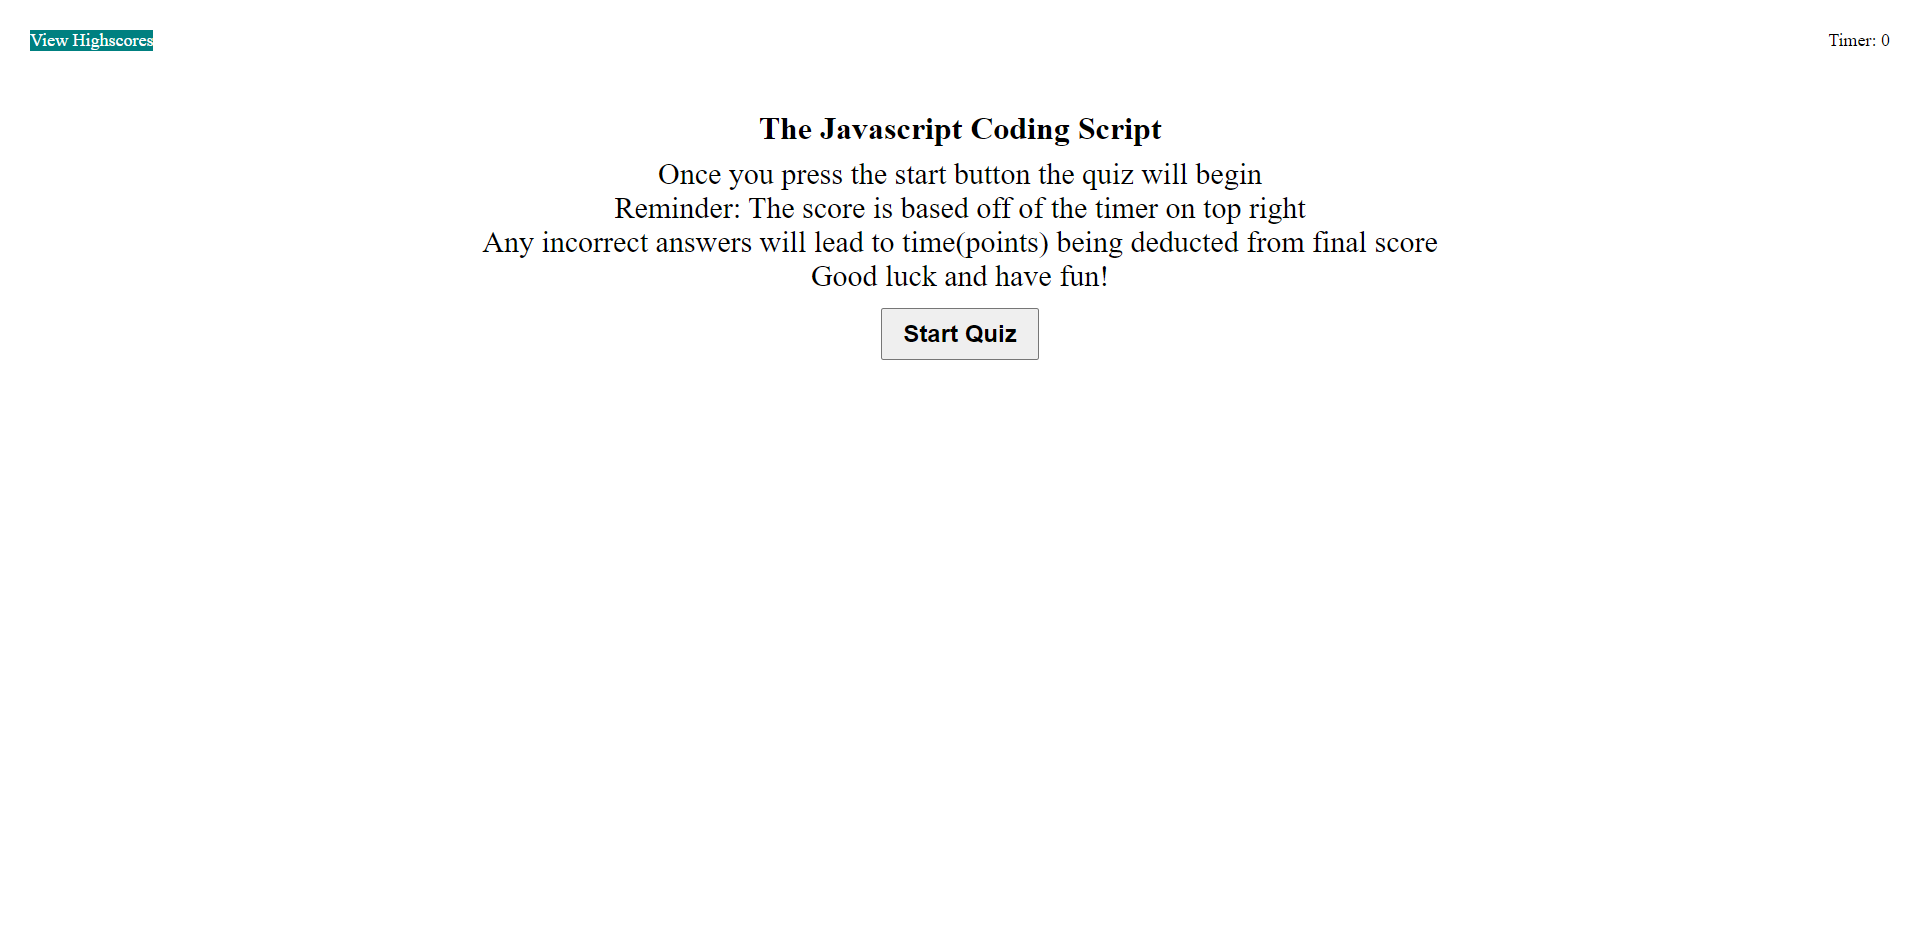 View Highscores
Timer: 0
The Javascript Coding Script
Once you press the start button the quiz will begin
Reminder: The score is based off of the timer on top right
Any incorrect answers will lead to time(points) being deducted from final score
Good luck and have fun!
Start Quiz